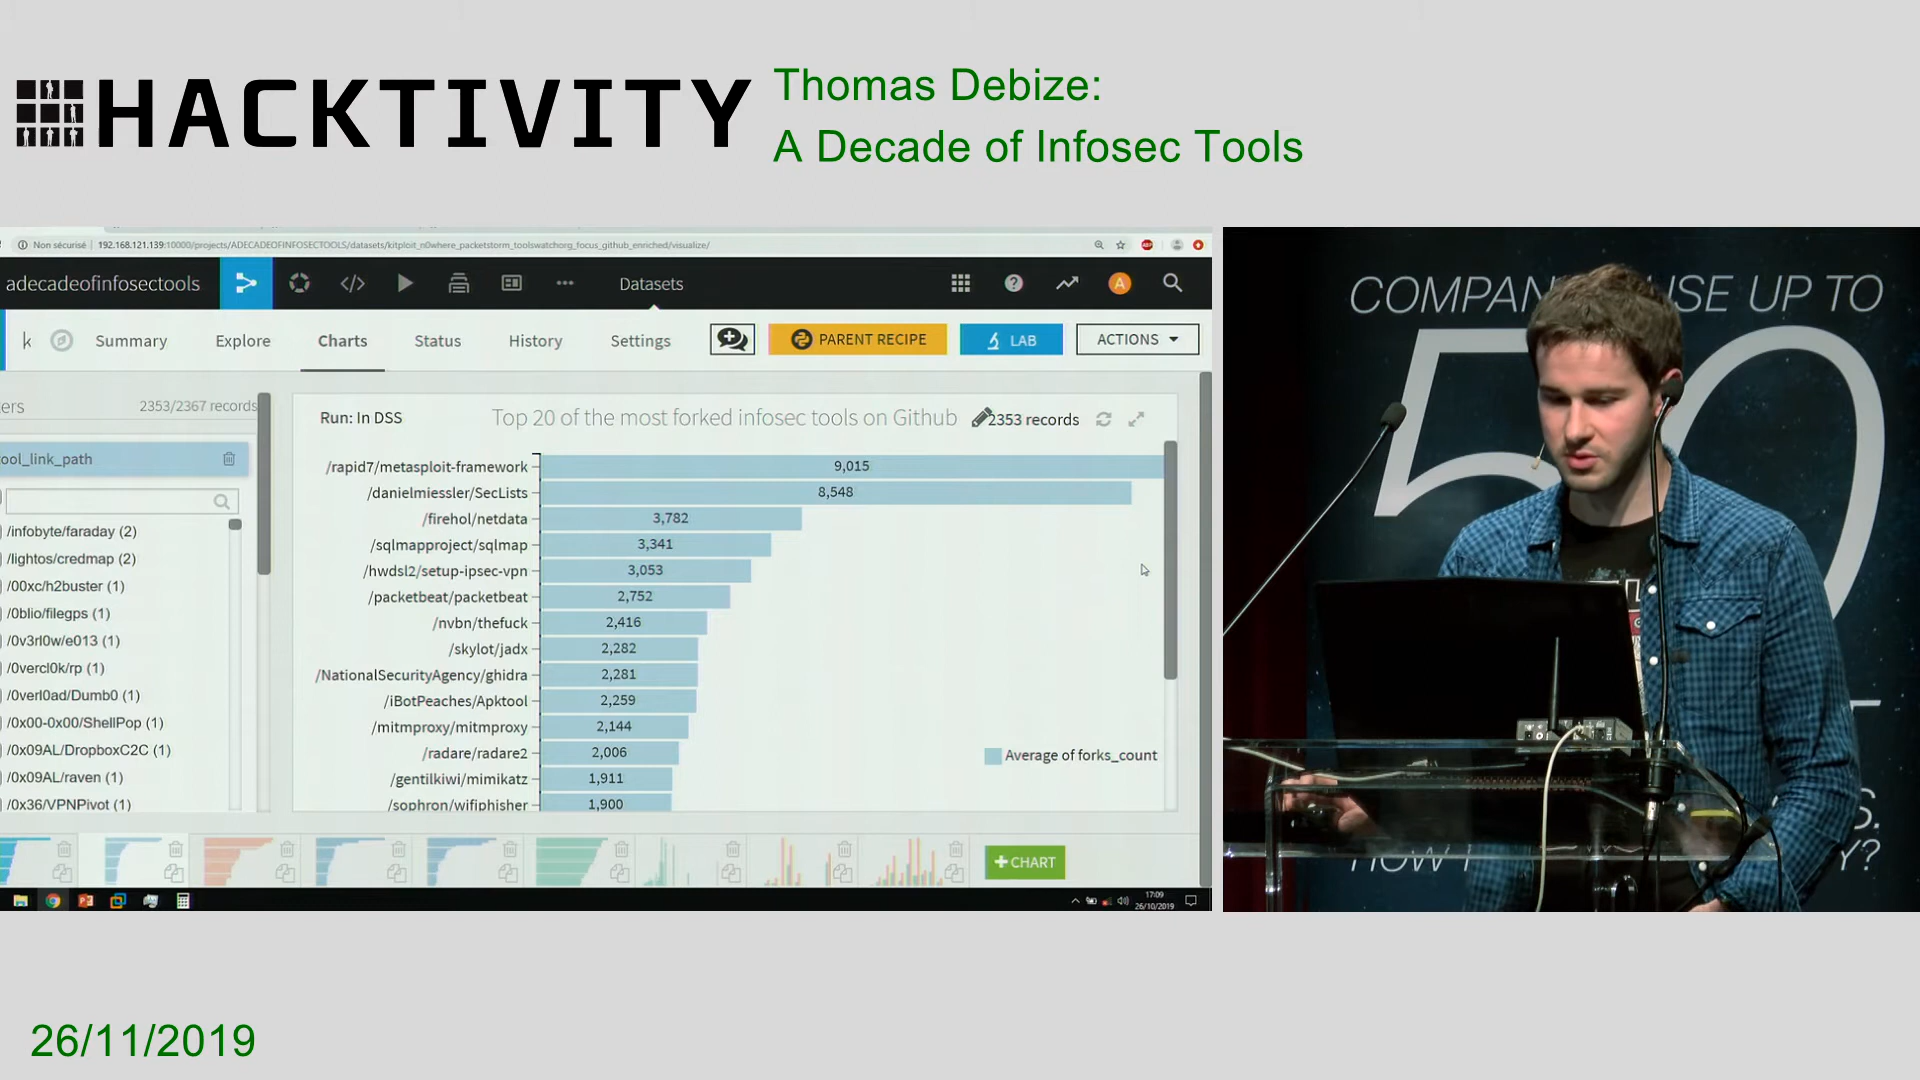 HACKTIVITY
Thomas Debize:
A Decade of Infosec Tools
Non sécurisé 192.168.121.139:10000/projects/ADECADEOFINFOSECTOOLS/datasets/kitploit_n0where_packetstorm_toolswatchorg_focus_github_enriched/visualize/
adecadeofinfosectools
Datasets
A
k
Summary
Explore
Charts
Status
History
Settings
PARENT RECIPE
LAB
ACTIONS
ers
2353/2367 records
ool_link_path
/infobyte/faraday (2)
/lightos/credmap (2)
/00xc/h2buster (1)
/0blio/filegps (1)
/0v3rl0w/e013 (1)
/0vercl0k/rp (1)
/0verl0ad/Dumb0 (1)
/0x00-0x00/ShellPop (1)
/0x09AL/DropboxC2C (1)
/0x09AL/raven (1)
/0x36/VPNPivot (1)
Run: In DSS
Top 20 of the most forked infosec tools on Github
2353 records
/rapid7/metasploit-framework 9,015
/danielmiessler/SecLists 8,548
/firehol/netdata 3,782
/sqlmapproject/sqlmap 3,341
/hwdsl2/setup-ipsec-vpn 3,053
/packetbeat/packetbeat 2,752
/nvbn/thefuck 2,416
/skylot/jadx 2,282
/NationalSecurityAgency/ghidra 2,281
/iBotPeaches/Apktool 2,259
/mitmproxy/mitmproxy 2,144
/radare/radare2 2,006
/gentilkiwi/mimikatz 1,911
/sophron/wifiphisher 1,900
Average of forks_count
+CHART
17:09
26/10/2019
COMPAN USE UP TO
50
S.
HOW Y?
26/11/2019